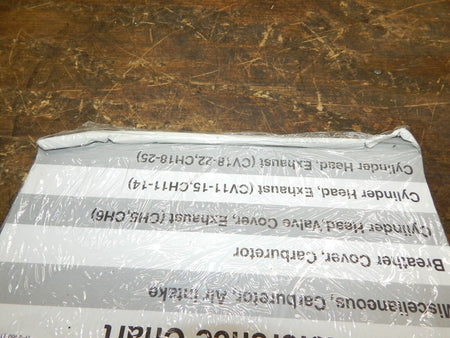 Chart
Miscellaneous, Carburetor, Air Intake
Breather Cover, Carburetor
Cylinder Head, Valve Cover, Exhaust (CH5,CH6)
Cylinder Head, Exhaust (CV11-15,CH11-14)
Cylinder Head, Exhaust (CV18-22,CH18-25)